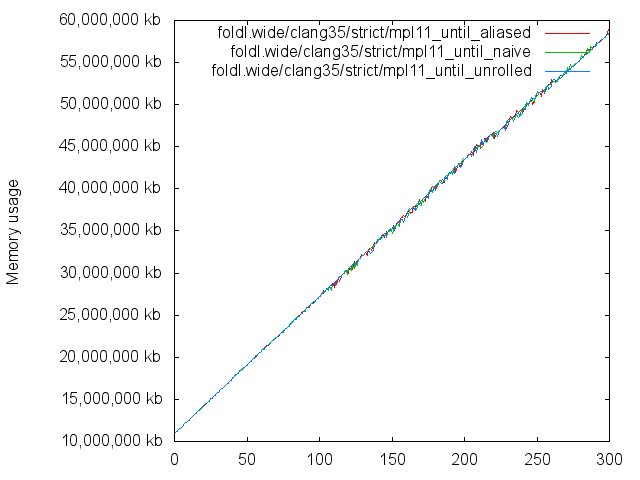 foldl.wide/clang35/strict/mpl11_until_aliased
foldl.wide/clang35/strict/mpl11_until_naive
foldl.wide/clang35/strict/mpl11_until_unrolled
Memory usage
60,000,000 kb
55,000,000 kb
50,000,000 kb
45,000,000 kb
40,000,000 kb
35,000,000 kb
30,000,000 kb
25,000,000 kb
20,000,000 kb
15,000,000 kb
10,000,000 kb
0 50 100 150 200 250 300